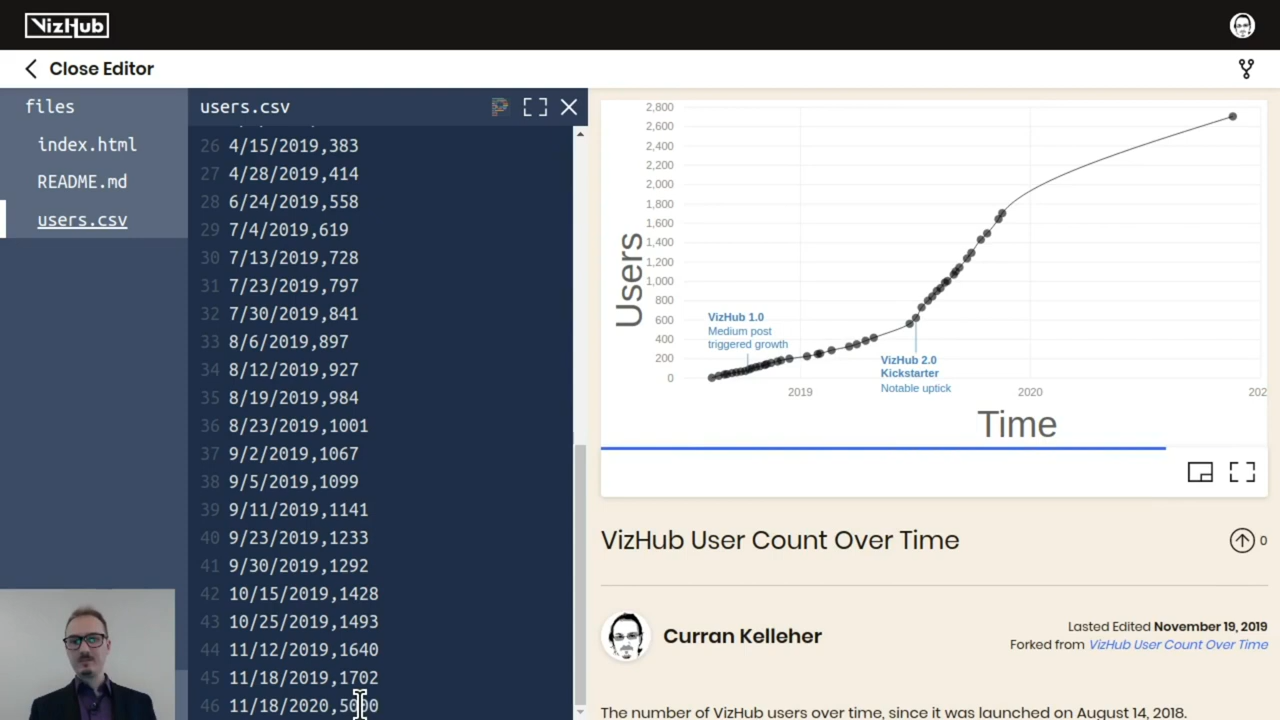 VizHub
Close Editor
files
index.html
README.md
users.csv
users.csv
26 4/15/2019,383
27 4/28/2019,414
28 6/24/2019,558
29 7/4/2019,619
30 7/13/2019,728
31 7/23/2019,797
32 7/30/2019,841
33 8/6/2019,897
34 8/12/2019,927
35 8/19/2019,984
36 8/23/2019,1001
37 9/2/2019,1067
38 9/5/2019,1099
39 9/11/2019,1141
40 9/23/2019,1233
41 9/30/2019,1292
42 10/15/2019,1428
43 10/25/2019,1493
44 11/12/2019,1640
45 11/18/2019,1702
46 11/18/2020,5000
2,800
2,600
2,400
2,200
2,000
1,800
1,600
1,400
1,200
1,000
800
600
400
200
0
Users
VizHub 1.0
Medium post
triggered growth
VizHub 2.0
Kickstarter
Notable uptick
2019
2020
202
Time
VizHub User Count Over Time
0
Curran Kelleher
Lasted Edited November 19, 2019
Forked from VizHub User Count Over Time
The number of VizHub users over time, since it was launched on August 14, 2018.